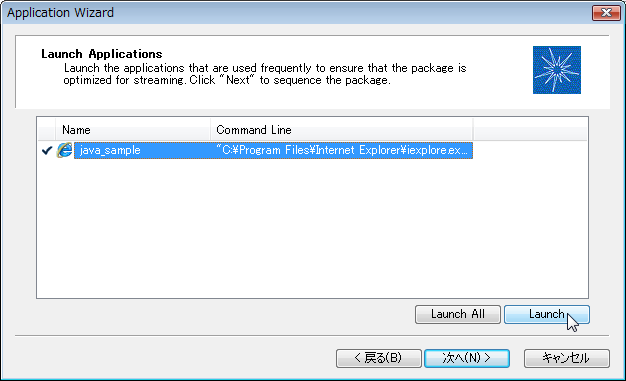 Application Wizard
Launch Applications
Launch the applications that are used frequently to ensure that the package is
optimized for streaming. Click "Next" to sequence the package.
Name Command Line
java_sample "C:¥Program Files¥Internet Explorer¥iexplore.ex...
Launch All Launch
< 戻る(B) 次へ(N) > キャンセル